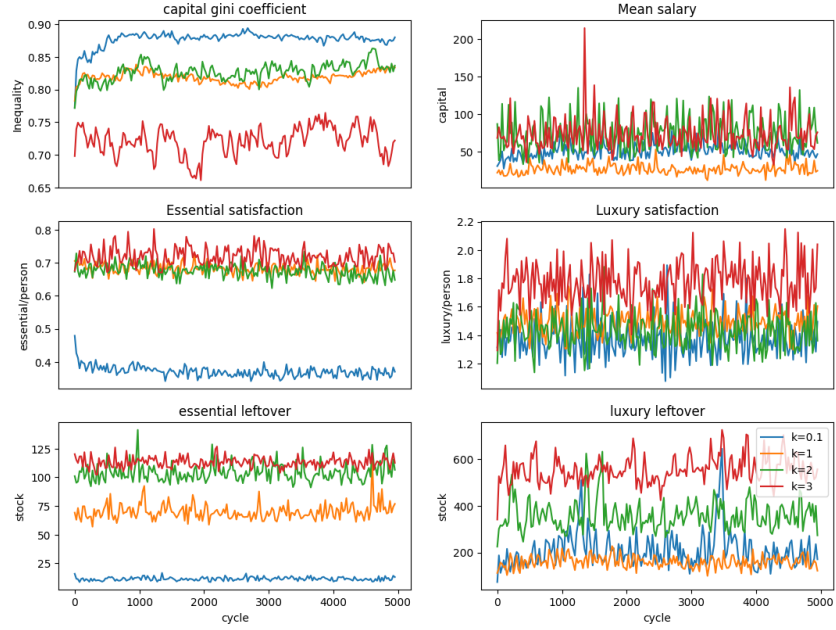 capital gini coefficient
Inequality
0.90
0.85
0.80
0.75
0.70
0.65
Mean salary
capital
200
150
100
50
Essential satisfaction
essential/person
0.8
0.7
0.6
0.5
0.4
Luxury satisfaction
luxury/person
2.2
2.0
1.8
1.6
1.4
1.2
essential leftover
stock
125
100
75
50
25
0
1000
2000
3000
4000
5000
cycle
luxury leftover
stock
600
400
200
k=0.1
k=1
k=2
k=3
0
1000
2000
3000
4000
5000
cycle